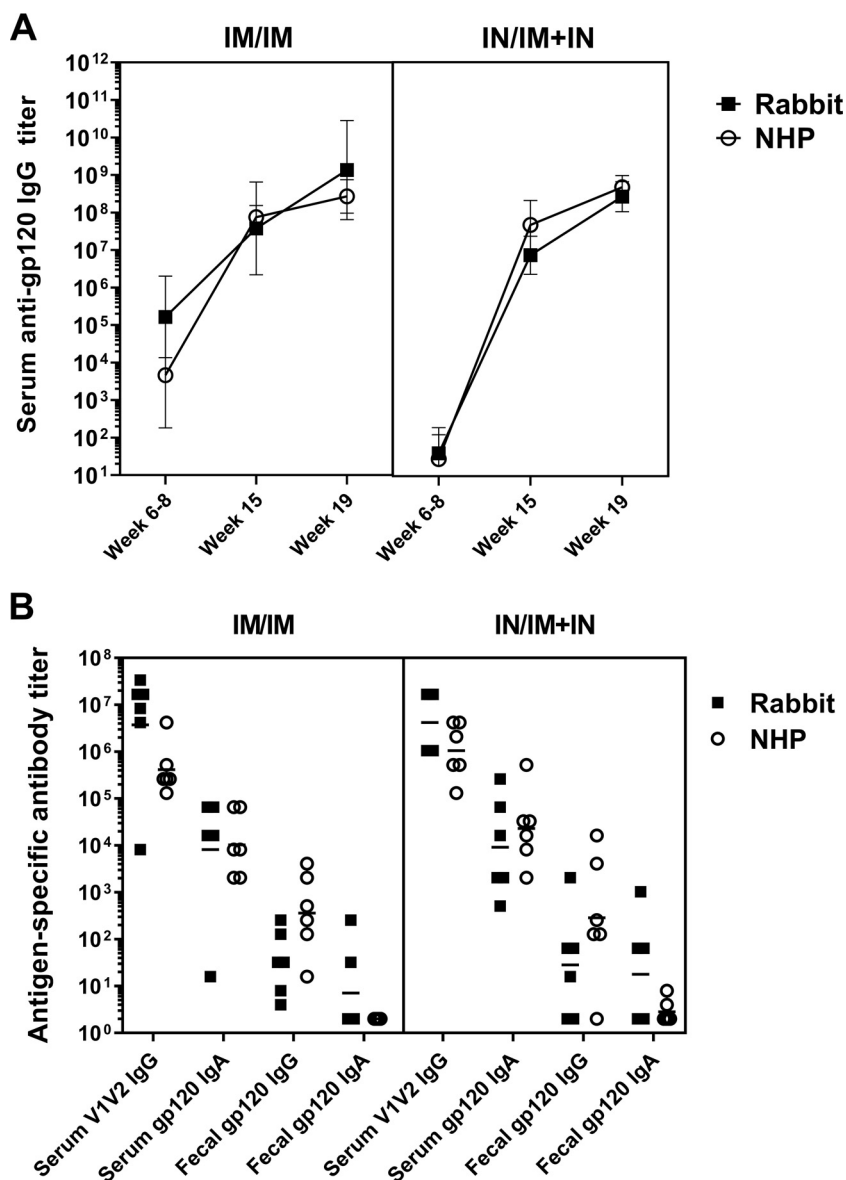 A
IM/IM
IN/IM+IN
Serum anti-gp120 IgG titer
10^12
10^11
10^10
10^9
10^8
10^7
10^6
10^5
10^4
10^3
10^2
10^1
Rabbit
NHP
Week 6-8
Week 15
Week 19
Week 6-8
Week 15
Week 19
B
IM/IM
IN/IM+IN
Antigen-specific antibody titer
10^8
10^7
10^6
10^5
10^4
10^3
10^2
10^1
10^0
Rabbit
NHP
Serum V1V2 IgG
Serum gp120 IgA
Fecal gp120 IgG
Fecal gp120 IgA
Serum V1V2 IgG
Serum gp120 IgA
Fecal gp120 IgG
Fecal gp120 IgA